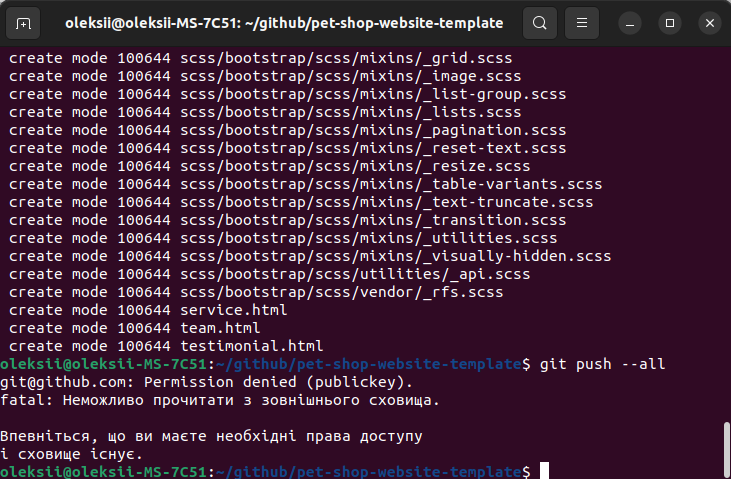 oleksii@oleksii-MS-7C51: ~/github/pet-shop-website-template
create mode 100644 scss/bootstrap/scss/mixins/_grid.scss
create mode 100644 scss/bootstrap/scss/mixins/_image.scss
create mode 100644 scss/bootstrap/scss/mixins/_list-group.scss
create mode 100644 scss/bootstrap/scss/mixins/_lists.scss
create mode 100644 scss/bootstrap/scss/mixins/_pagination.scss
create mode 100644 scss/bootstrap/scss/mixins/_reset-text.scss
create mode 100644 scss/bootstrap/scss/mixins/_resize.scss
create mode 100644 scss/bootstrap/scss/mixins/_table-variants.scss
create mode 100644 scss/bootstrap/scss/mixins/_text-truncate.scss
create mode 100644 scss/bootstrap/scss/mixins/_transition.scss
create mode 100644 scss/bootstrap/scss/mixins/_utilities.scss
create mode 100644 scss/bootstrap/scss/mixins/_visually-hidden.scss
create mode 100644 scss/bootstrap/scss/utilities/_api.scss
create mode 100644 scss/bootstrap/scss/vendor/_rfs.scss
create mode 100644 service.html
create mode 100644 team.html
create mode 100644 testimonial.html
oleksii@oleksii-MS-7C51:~/github/pet-shop-website-template$ git push --all
git@github.com: Permission denied (publickey).
fatal: Неможливо прочитати з зовнішнього сховища.
Впевніться, що ви маєте необхідні права доступу
і сховище існує.
oleksii@oleksii-MS-7C51:~/github/pet-shop-website-template$